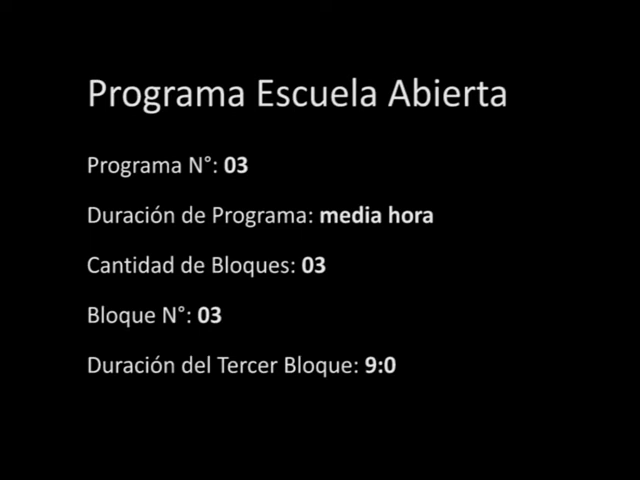 Programa Escuela Abierta
Programa N°: 03
Duración de Programa: media hora
Cantidad de Bloques: 03
Bloque N°: 03
Duración del Tercer Bloque: 9:0